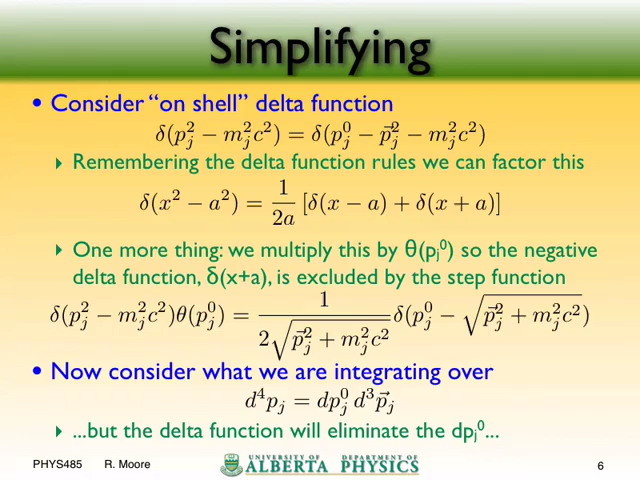 Simplifying
• Consider “on shell” delta function
δ(p_j^2 − m_j^2c^2) = δ(p_j^0 − p⃗_j^2 − m_j^2c^2)
▸ Remembering the delta function rules we can factor this
δ(x^2 − a^2) = 1/2a [δ(x − a) + δ(x + a)]
▸ One more thing: we multiply this by θ(p_j^0) so the negative
delta function, δ(x+a), is excluded by the step function
δ(p_j^2 − m_j^2c^2)θ(p_j^0) = 1/(2√(p⃗_j^2 + m_j^2c^2)) δ(p_j^0 − √(p⃗_j^2 + m_j^2c^2))
• Now consider what we are integrating over
d^4p_j = dp_j^0 d^3p⃗_j
▸ ...but the delta function will eliminate the dp_j^0...
PHYS485 R. Moore
UNIVERSITY OF DEPARTMENT OF
ALBERTA PHYSICS
6